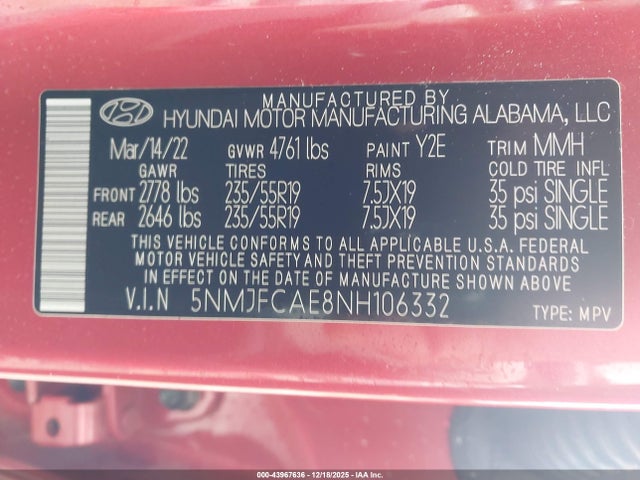 MANUFACTURED BY
HYUNDAI MOTOR MANUFACTURING ALABAMA, LLC
Mar/14/22 GVWR 4761 lbs PAINT Y2E TRIM MMH
GAWR TIRES RIMS COLD TIRE INFL
FRONT 2778 lbs 235/55R19 7.5JX19 35 psi SINGLE
REAR 2646 lbs 235/55R19 7.5JX19 35 psi SINGLE
THIS VEHICLE CONFORMS TO ALL APPLICABLE U.S.A. FEDERAL
MOTOR VEHICLE SAFETY AND THEFT PREVENTION STANDARDS
IN EFFECT ON THE DATE OF MANUFACTURE SHOWN ABOVE
V.I.N 5NMJFCAE8NH106332 TYPE: MPV
000-43967636 - 12/18/2025 - IAA Inc.